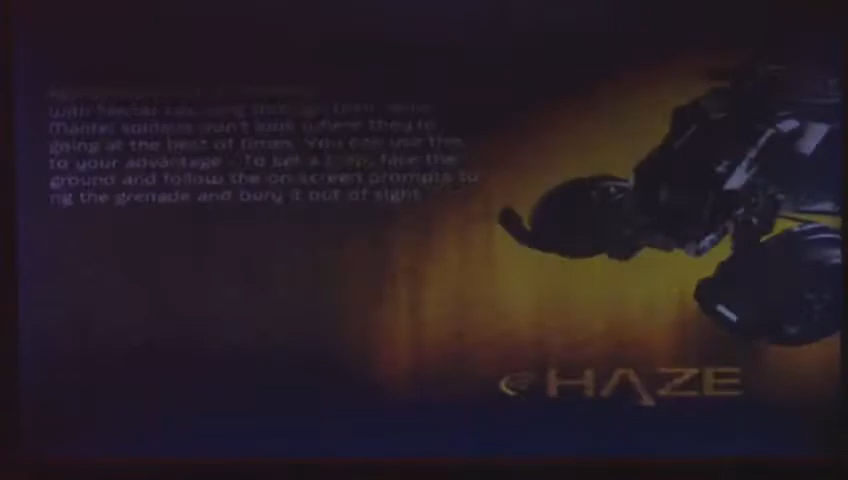 with Nectar
Mantel soldiers don't look where they're
going at the best of times. You can use this
to your advantage. To set a trap, face the
ground and follow the on-screen prompts to
rig the grenade and bury it out of sight.
HAZE